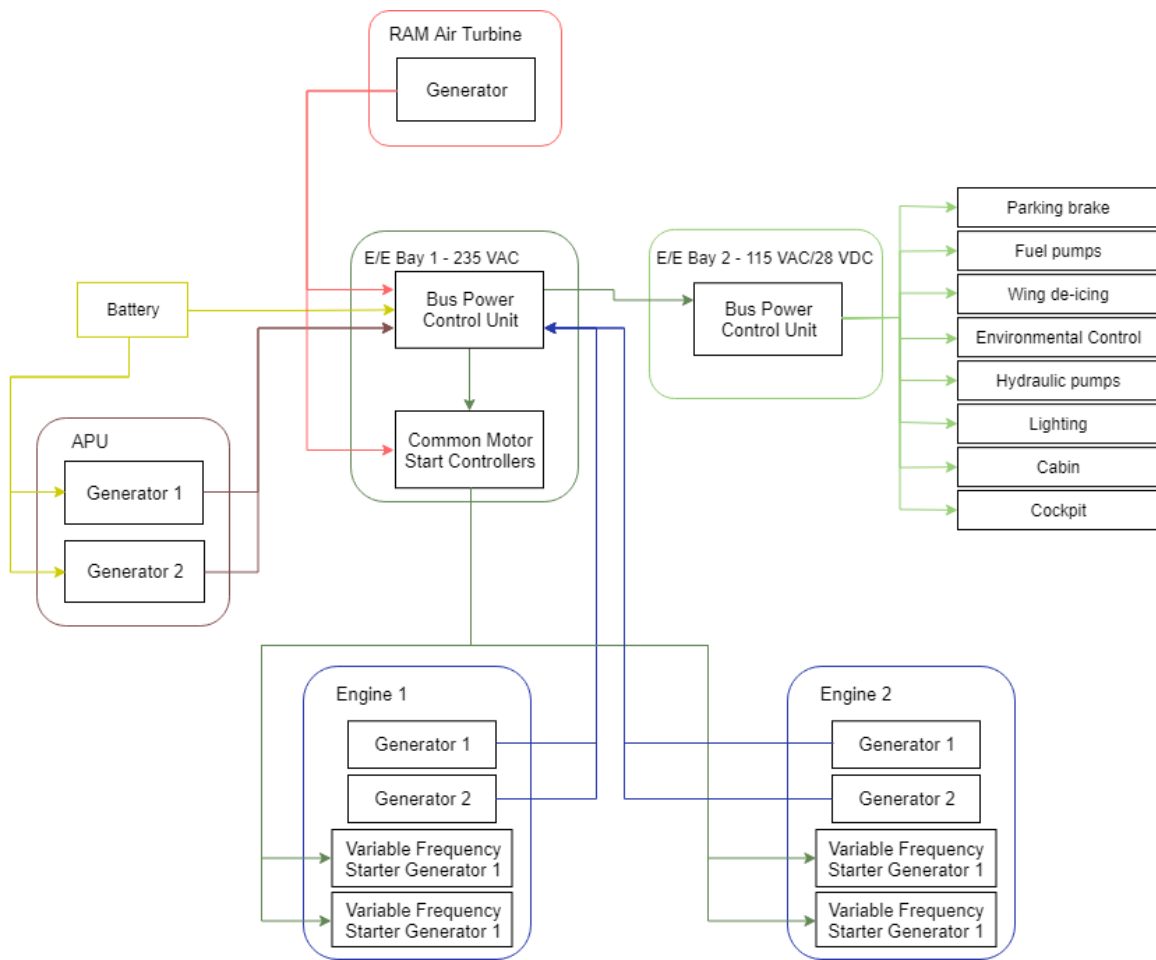 RAM Air Turbine
Generator
E/E Bay 1 - 235 VAC
Bus Power
Control Unit
Common Motor
Start Controllers
E/E Bay 2 - 115 VAC/28 VDC
Bus Power
Control Unit
Parking brake
Fuel pumps
Wing de-icing
Environmental Control
Hydraulic pumps
Lighting
Cabin
Cockpit
Battery
APU
Generator 1
Generator 2
Engine 1
Generator 1
Generator 2
Variable Frequency
Starter Generator 1
Variable Frequency
Starter Generator 1
Engine 2
Generator 1
Generator 2
Variable Frequency
Starter Generator 1
Variable Frequency
Starter Generator 1